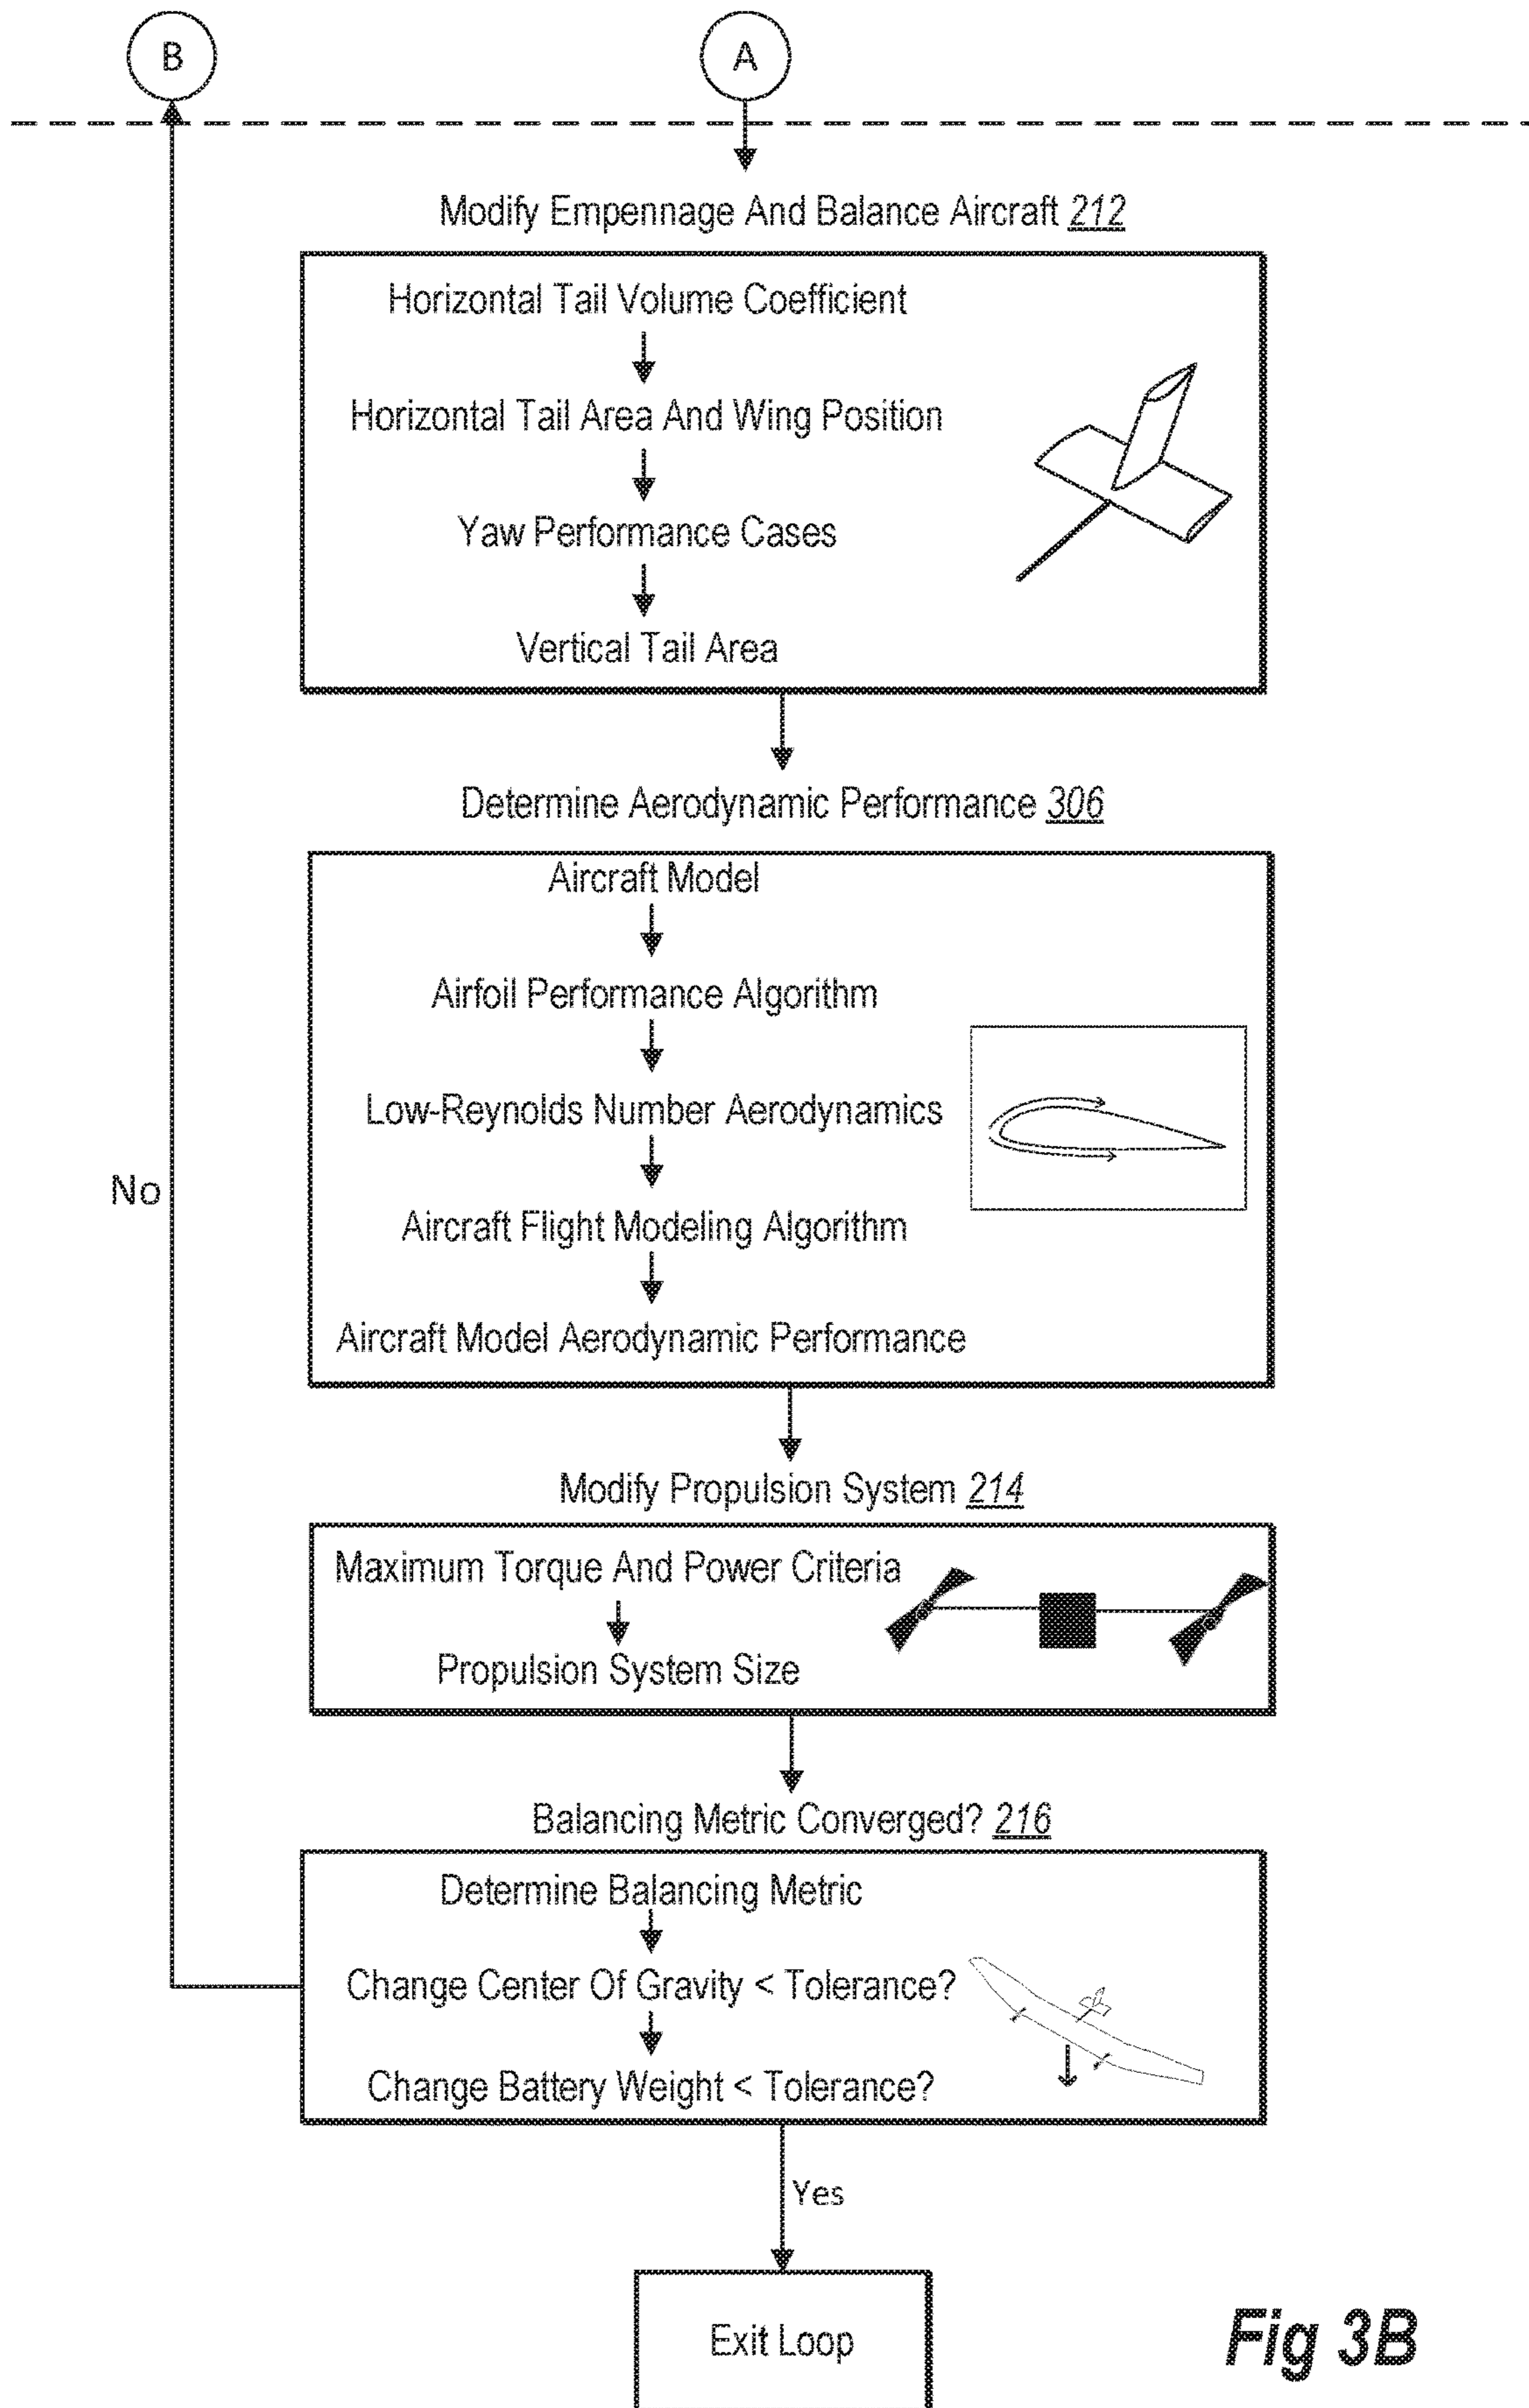 B
A
Modify Empennage And Balance Aircraft 212
Horizontal Tail Volume Coefficient
Horizontal Tail Area And Wing Position
Yaw Performance Cases
Vertical Tail Area
Determine Aerodynamic Performance 306
Aircraft Model
Airfoil Performance Algorithm
Low-Reynolds Number Aerodynamics
No
Aircraft Flight Modeling Algorithm
Aircraft Model Aerodynamic Performance
Modify Propulsion System 214
Maximum Torque And Power Criteria
Propulsion System Size
Balancing Metric Converged? 216
Determine Balancing Metric
Change Center Of Gravity < Tolerance?
Change Battery Weight < Tolerance?
Yes
Exit Loop
Fig 3B